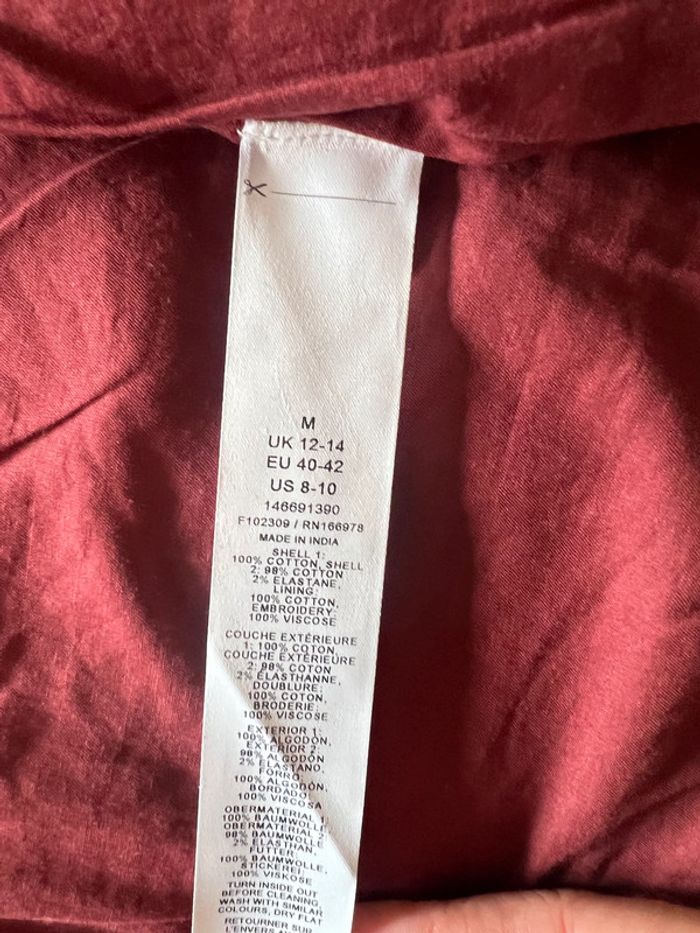 M
UK 12-14
EU 40-42
US 8-10
146691390
F102309 / RN166978
MADE IN INDIA
SHELL 1:
100% COTTON, SHELL
2: 98% COTTON
2% ELASTANE,
LINING:
100% COTTON,
EMBROIDERY:
100% VISCOSE
COUCHE EXTÉRIEURE
1: 100% COTON,
COUCHE EXTÉRIEURE
2: 98% COTON
2% ÉLASTHANNE,
DOUBLURE:
100% COTON,
BRODERIE:
100% VISCOSE
EXTERIOR 1:
100% ALGODÓN,
EXTERIOR 2:
98% ALGODÓN
2% ELASTANO,
FORRO:
100% ALGODÓN,
BORDADO:
100% VISCOSA
OBERMATERIAL 1:
100% BAUMWOLLE,
OBERMATERIAL 2:
98% BAUMWOLLE
2% ELASTHAN,
FUTTER:
100% BAUMWOLLE,
STICKEREI:
100% VISKOSE
TURN INSIDE OUT
BEFORE CLEANING,
WASH WITH SIMILAR
COLOURS, DRY FLAT
RETOURNER SUR
L'ENVERS